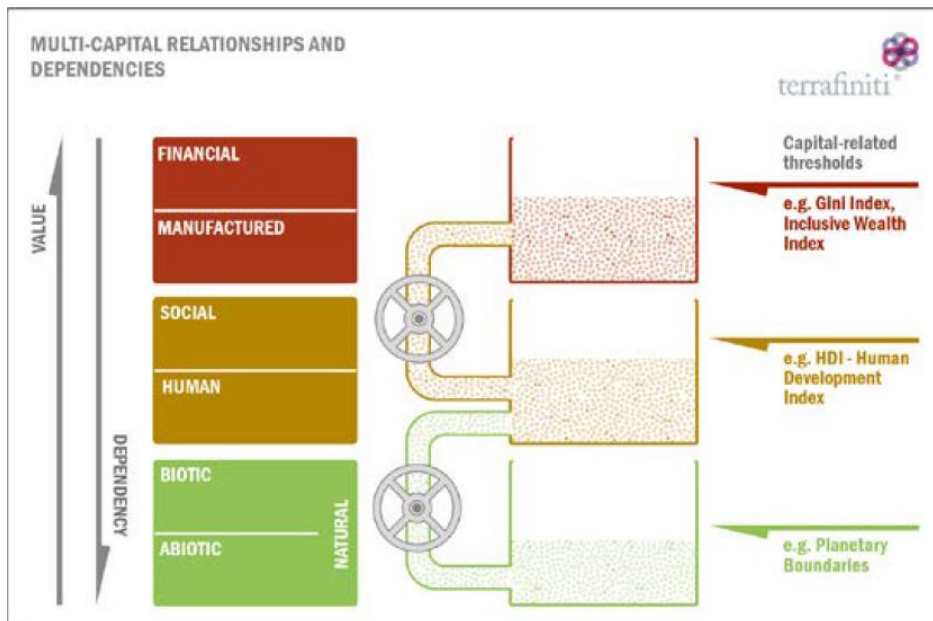 MULTI-CAPITAL RELATIONSHIPS AND
DEPENDENCIES
terrafiniti®
VALUE
DEPENDENCY
FINANCIAL
MANUFACTURED
SOCIAL
HUMAN
BIOTIC
ABIOTIC
NATURAL
Capital-related
thresholds
e.g. Gini Index,
Inclusive Wealth
Index
e.g. HDI - Human
Development
Index
e.g. Planetary
Boundaries